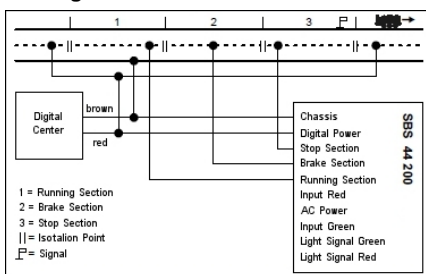 1 2 3
Digital
Center
brown
red
Chassis
Digital Power
Stop Section
Brake Section
Running Section
Input Red
AC Power
Input Green
Light Signal Green
Light Signal Red
SBS 44 200
1 = Running Section
2 = Brake Section
3 = Stop Section
|| = Isotalion Point
= Signal